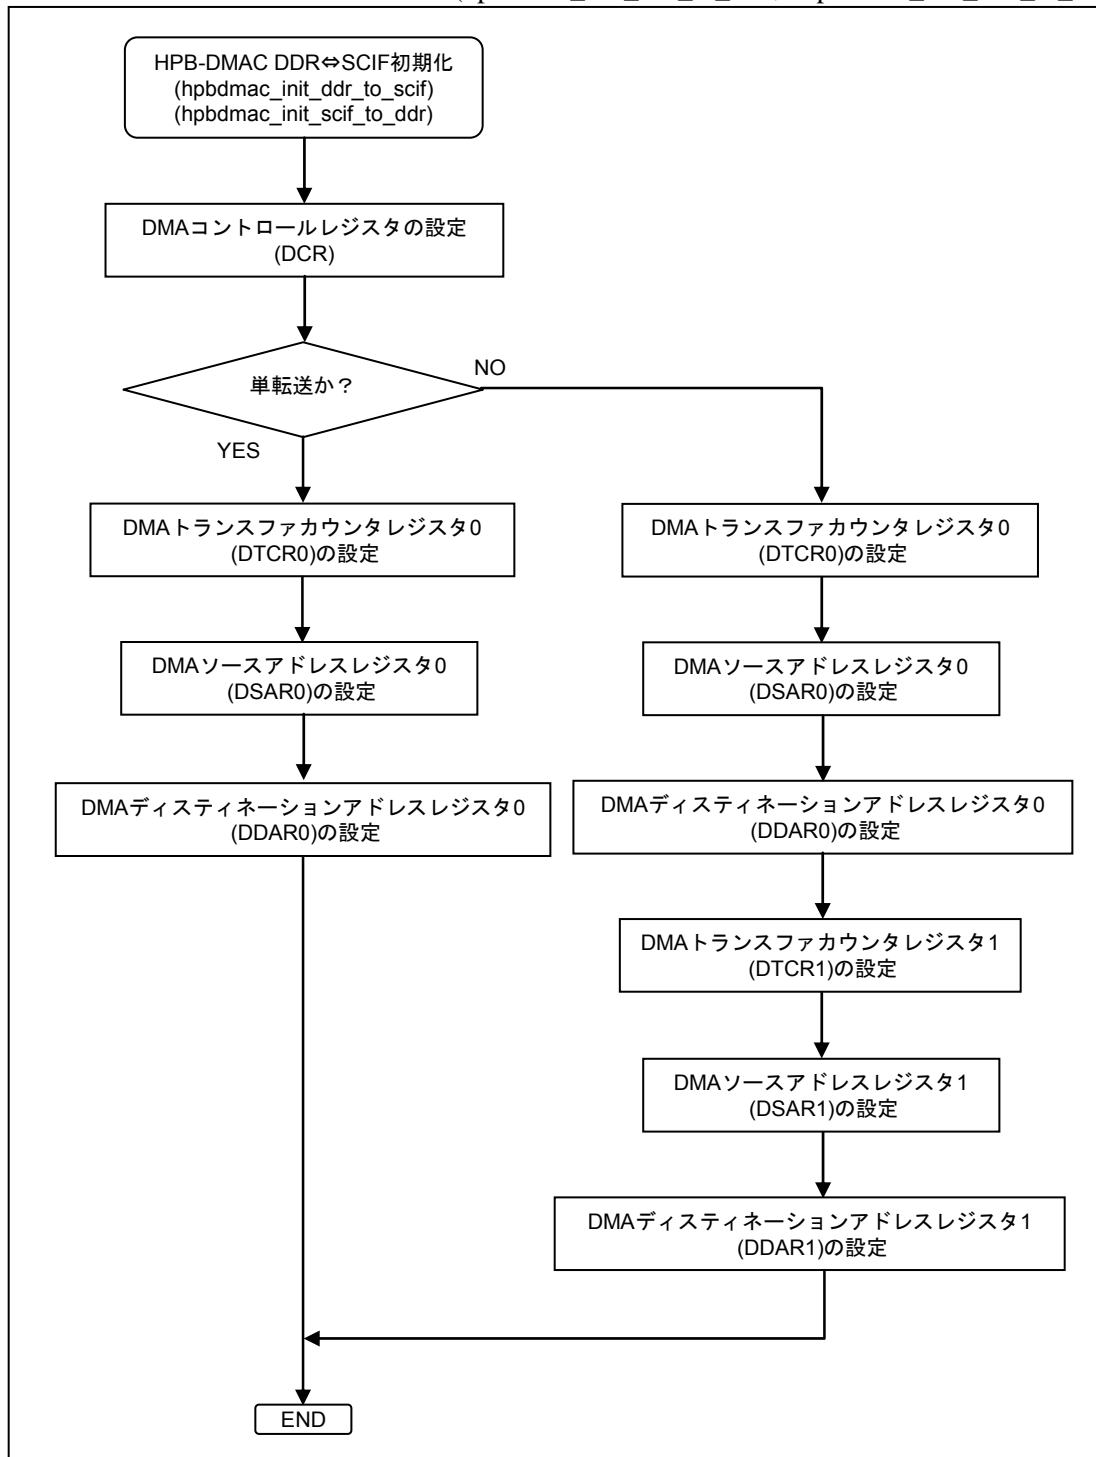 HPB-DMAC DDR⇔SCIF初期化
(hpbdmac_init_ddr_to_scif)
(hpbdmac_init_scif_to_ddr)
DMAコントロールレジスタの設定
(DCR)
単転送か？
NO
YES
DMAトランスファカウンタレジスタ0
(DTCR0)の設定
DMAソースアドレスレジスタ0
(DSAR0)の設定
DMAディスティネーションアドレスレジスタ0
(DDAR0)の設定
DMAトランスファカウンタレジスタ0
(DTCR0)の設定
DMAソースアドレスレジスタ0
(DSAR0)の設定
DMAディスティネーションアドレスレジスタ0
(DDAR0)の設定
DMAトランスファカウンタレジスタ1
(DTCR1)の設定
DMAソースアドレスレジスタ1
(DSAR1)の設定
DMAディスティネーションアドレスレジスタ1
(DDAR1)の設定
END